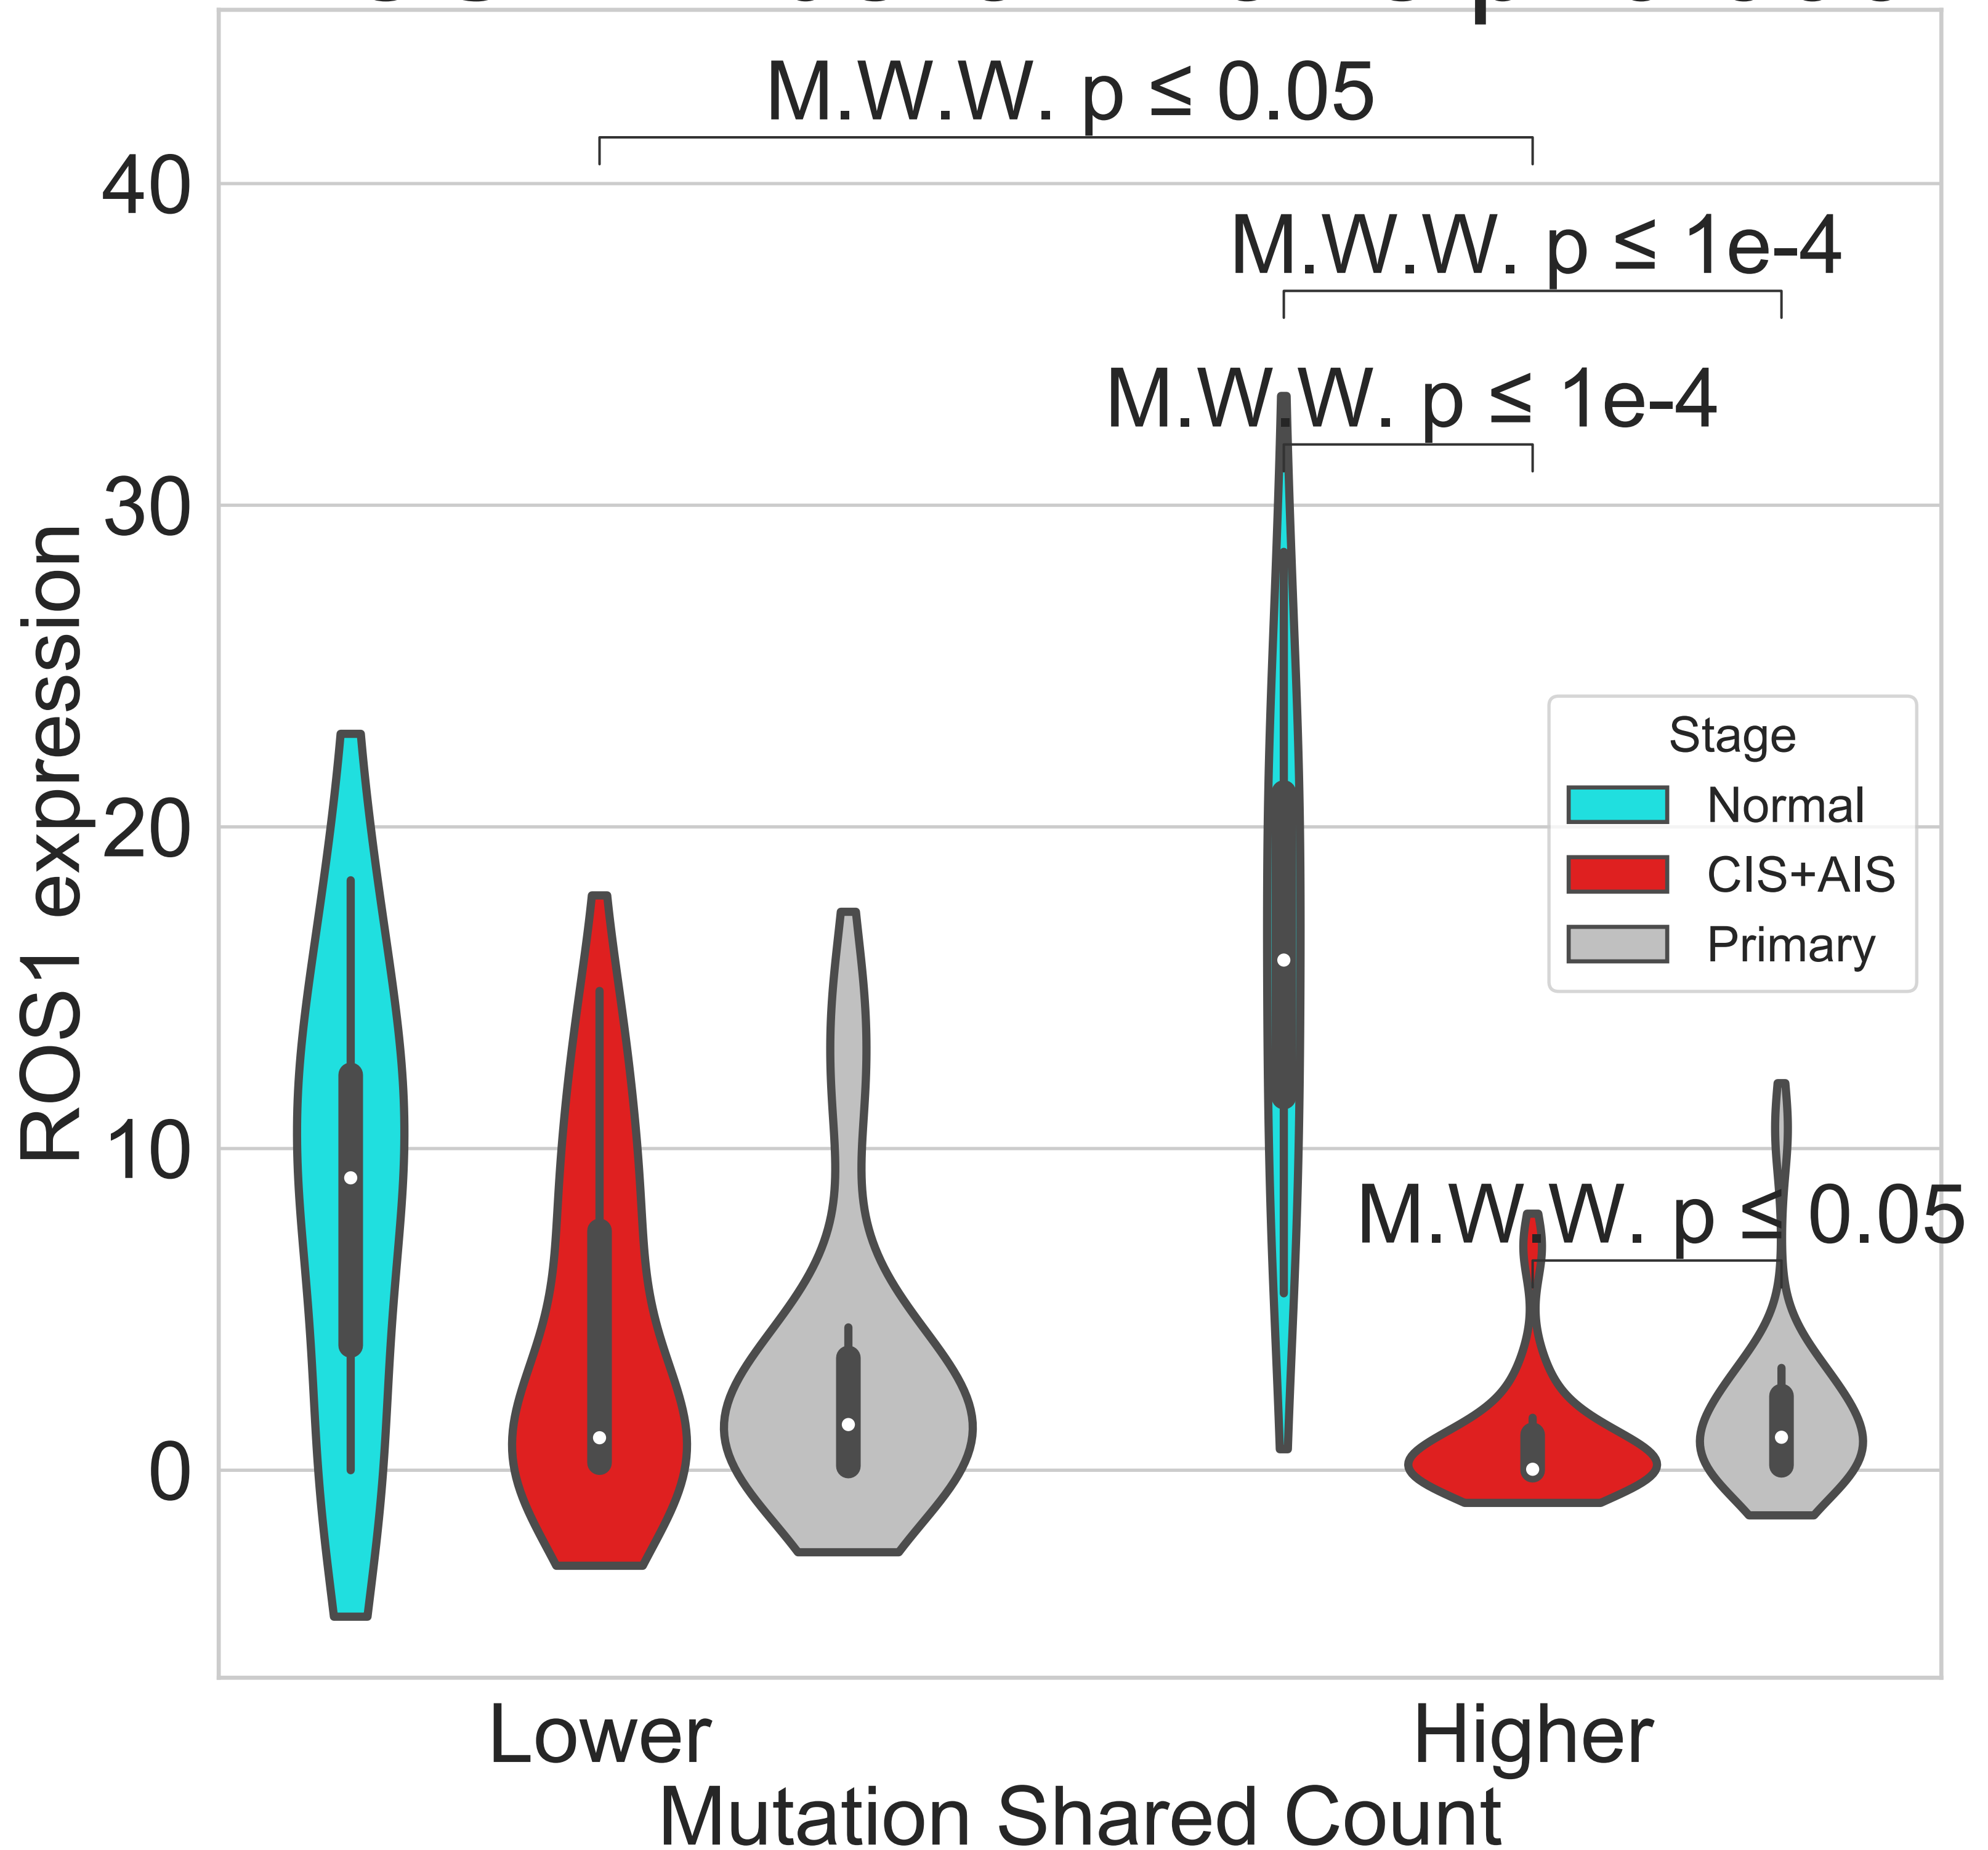 M.W.W. p ≤ 0.05
40
M.W.W. p ≤ 1e-4
M.W.W. p ≤ 1e-4
30
ROS1 expression
Stage
Normal
CIS+AIS
Primary
20
10
M.W.W. p ≤ 0.05
0
Lower
Higher
Mutation Shared Count